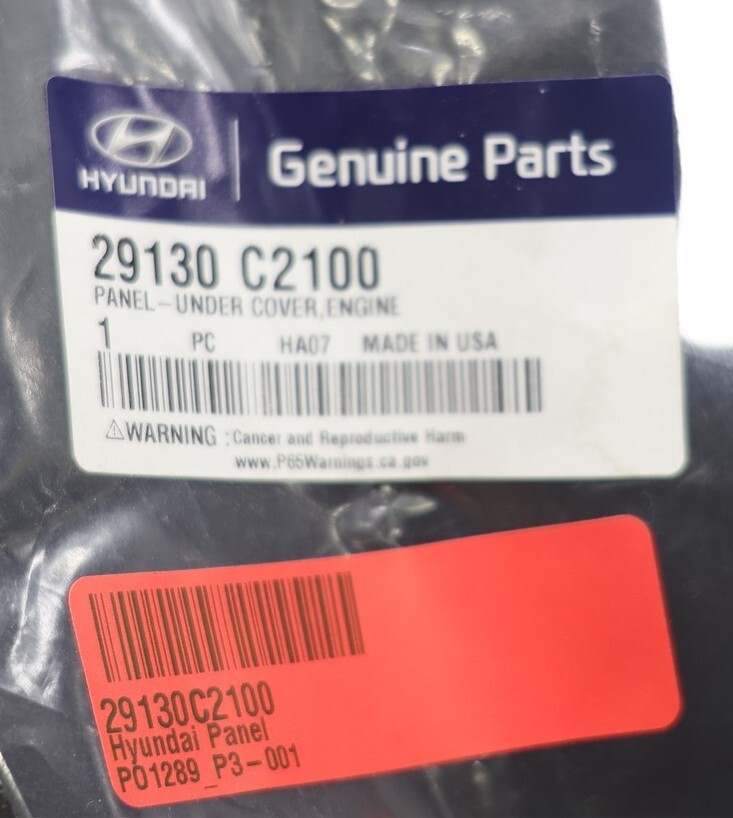 HYUNDAI
Genuine Parts
29130 C2100
PANEL-UNDER COVER,ENGINE
1 PC HA07 MADE IN USA
⚠WARNING :Cancer and Reproductive Harm
www.P65Warnings.ca.gov
29130C2100
Hyundai Panel
PO1289_P3-001